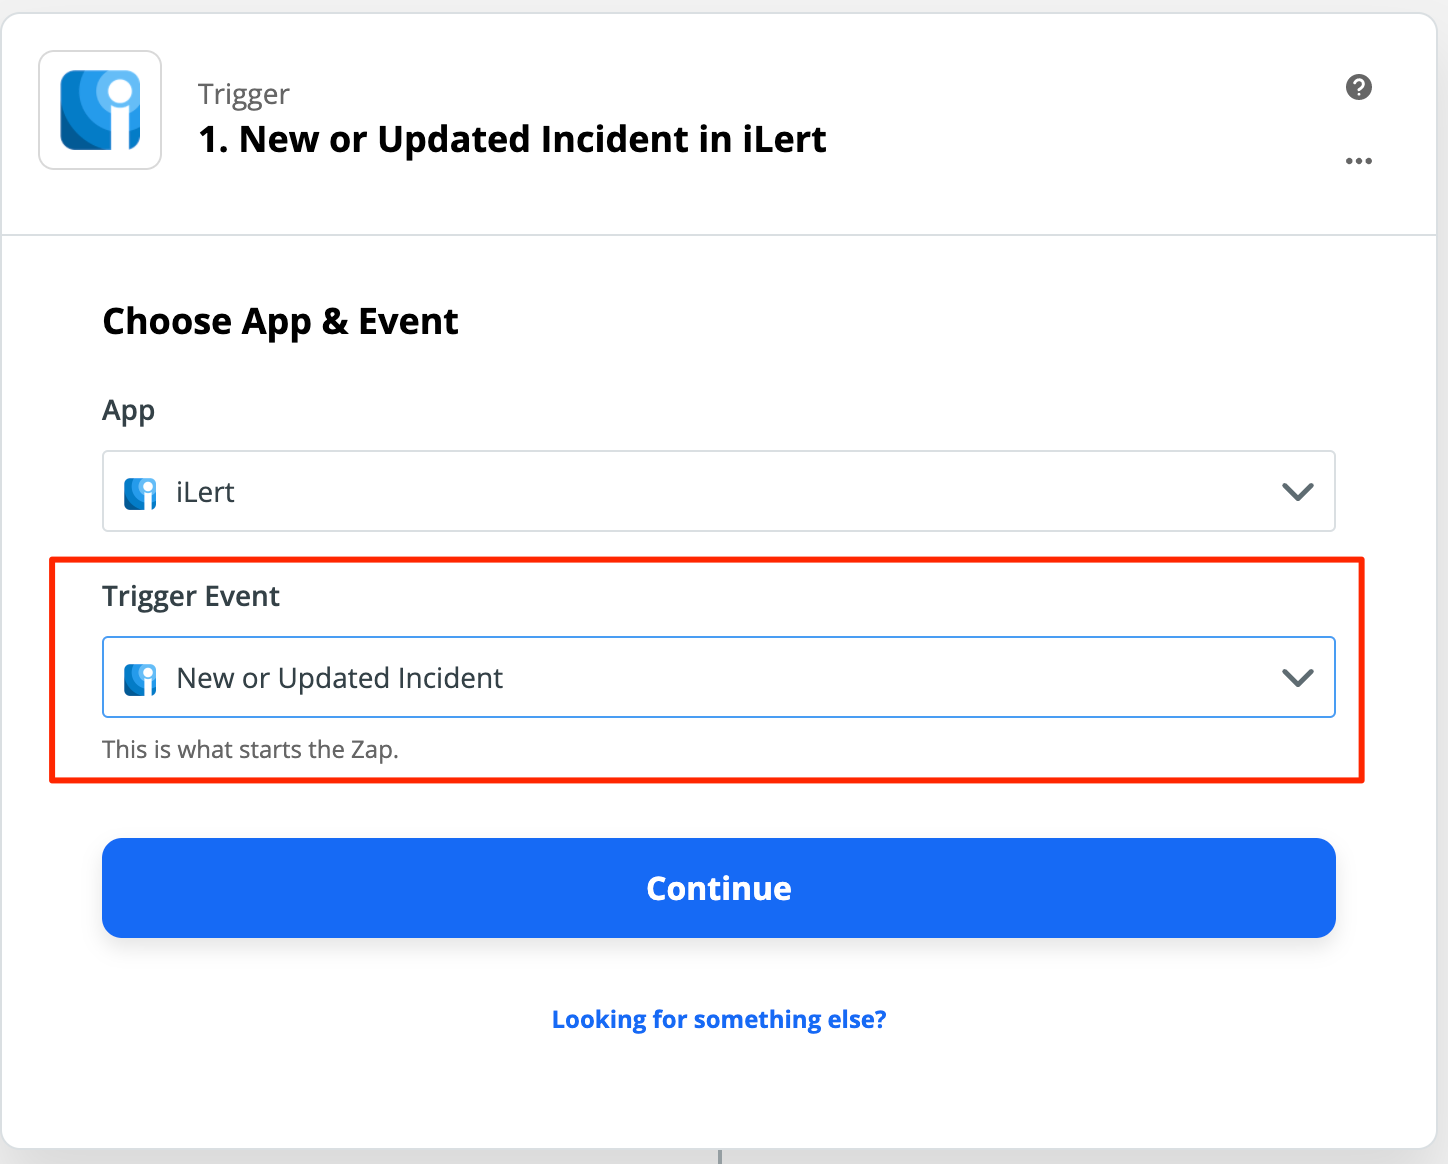 Trigger
1. New or Updated Incident in iLert
Choose App & Event
App
iLert
Trigger Event
New or Updated Incident
This is what starts the Zap.
Continue
Looking for something else?